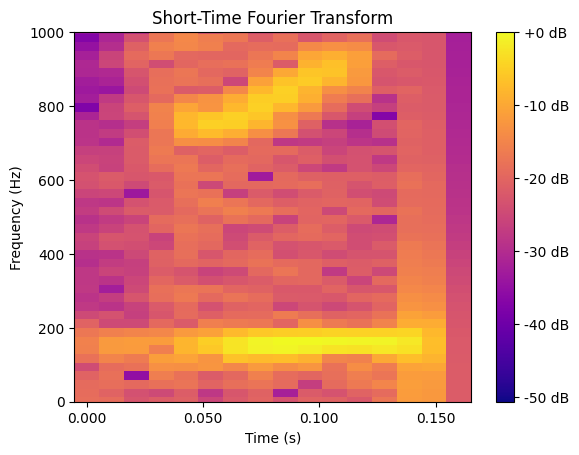 Short-Time Fourier Transform
1000
800
600
400
200
0
Frequency (Hz)
0.000
0.050
0.100
0.150
Time (s)
+0 dB
-10 dB
-20 dB
-30 dB
-40 dB
-50 dB